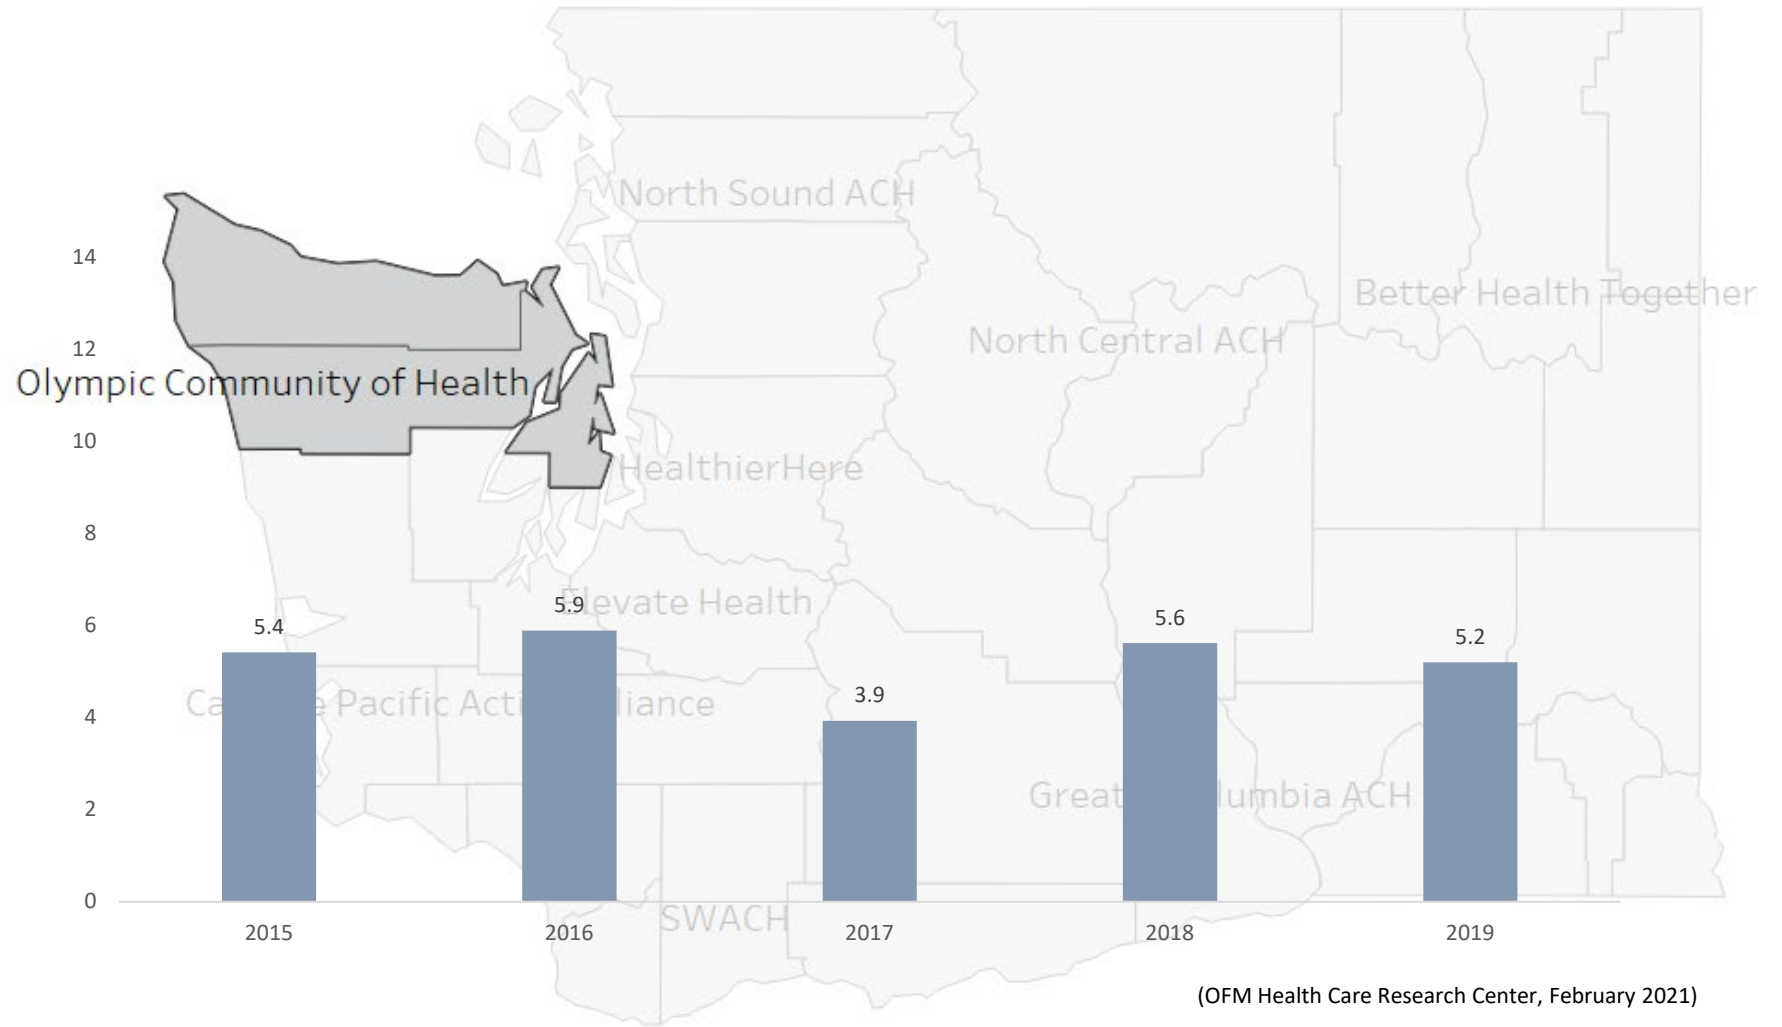 North Sound ACH
14
Better Health Together
12
North Central ACH
Olympic Community of Health
10
HealthierHere
8
Elevate Health
6
5.4
5.9
5.6
5.2
3.9
4
Pacific
2
ACH
0
SWACH
2015
2016
2017
2018
2019
(OFM Health Care Research Center, February 2021)